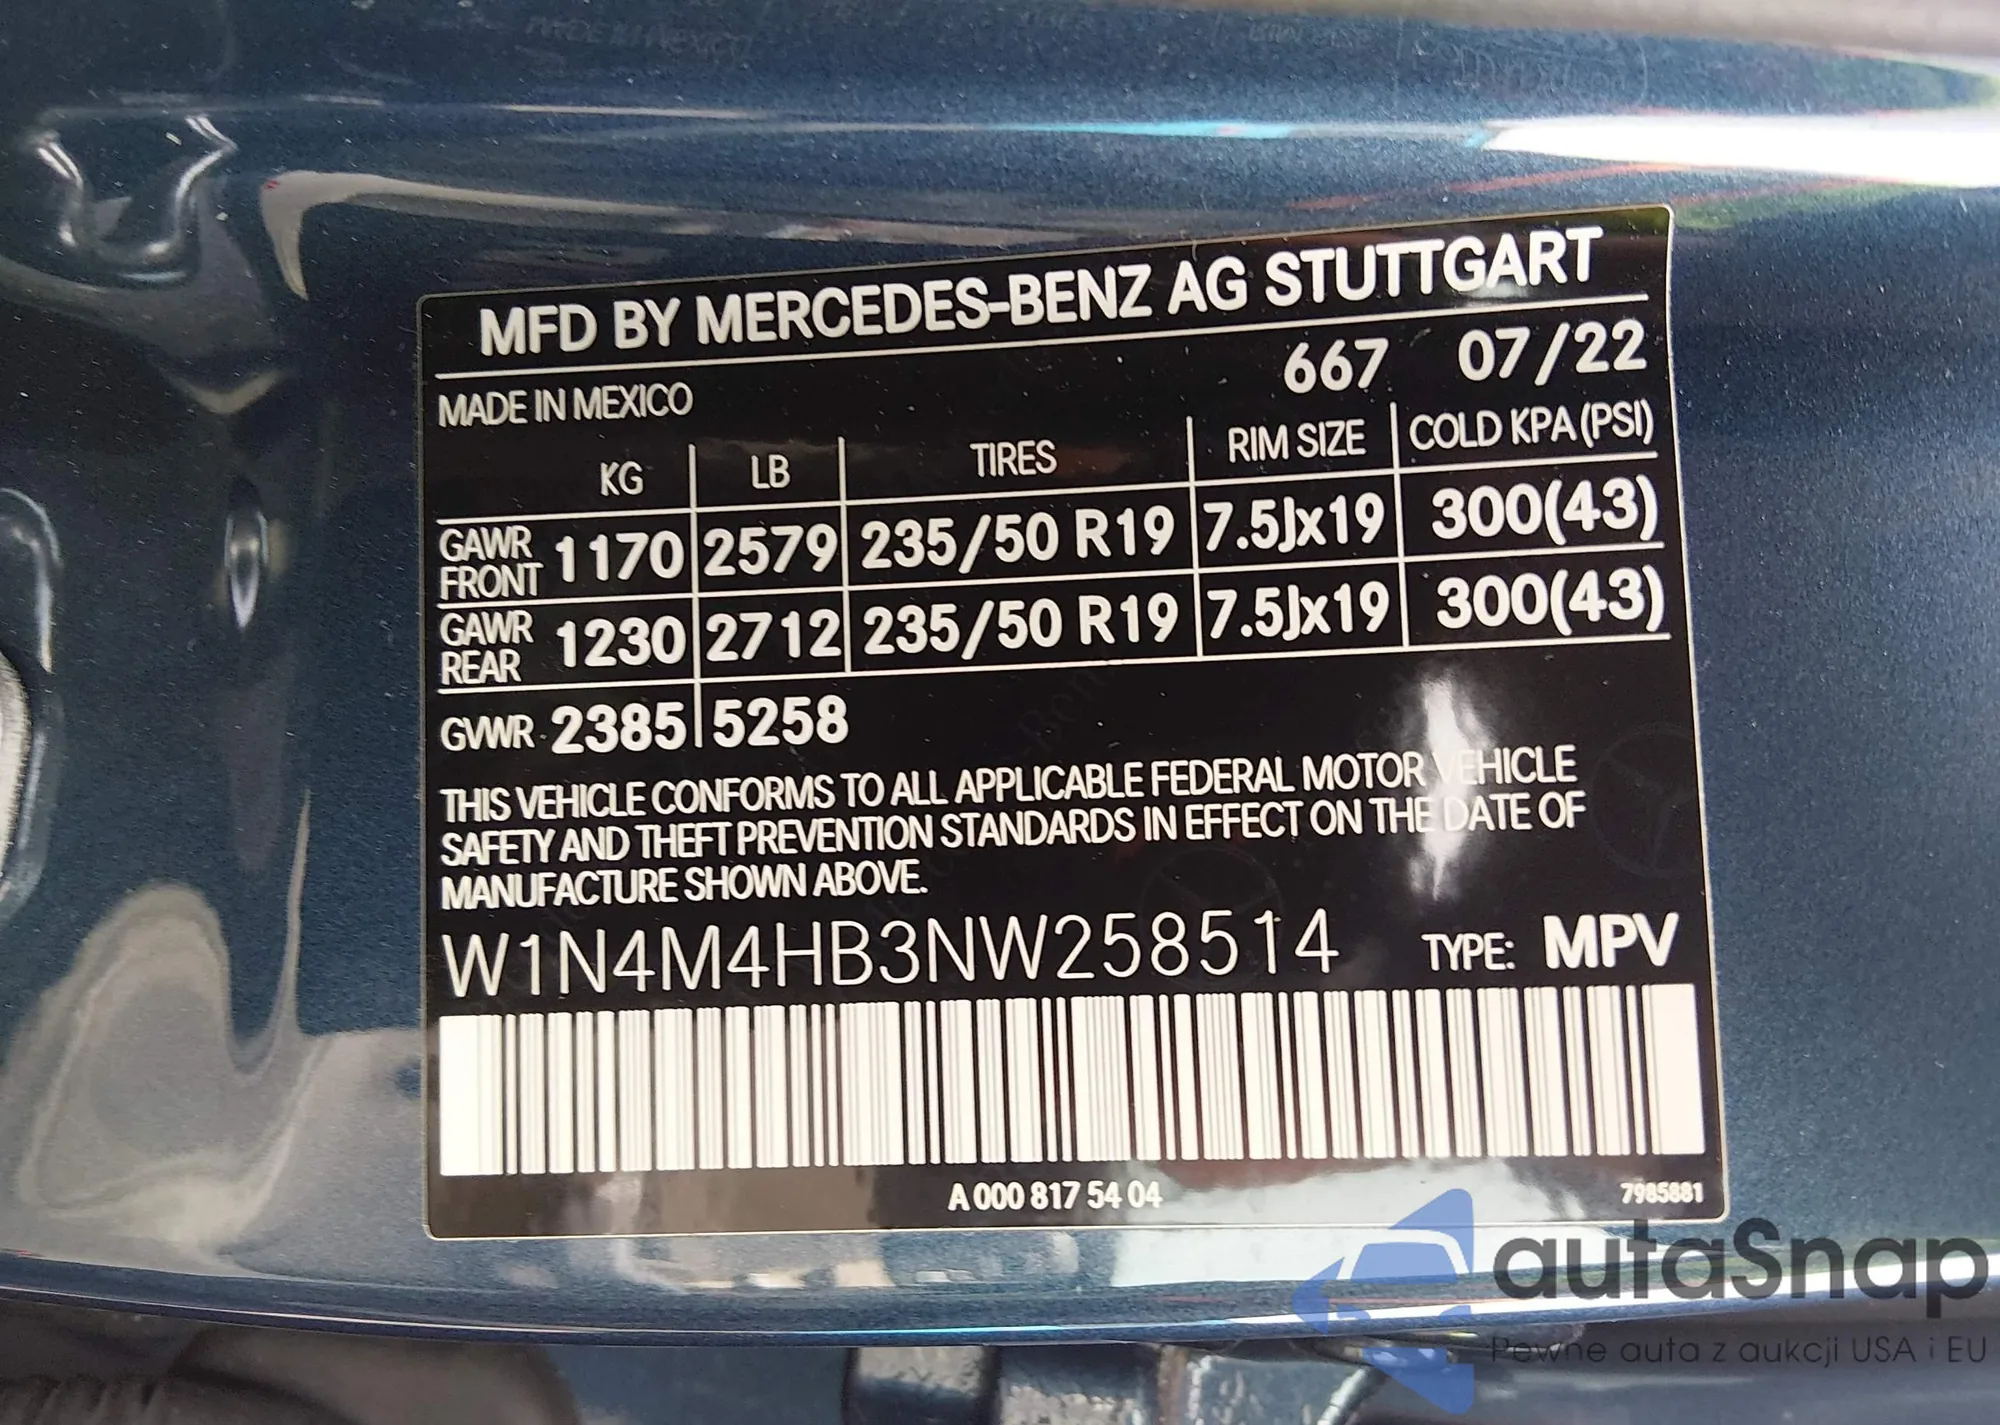 MFD BY MERCEDES-BENZ AG STUTTGART
MADE IN MEXICO 667 07/22
KG LB TIRES RIM SIZE COLD KPA (PSI)
GAWR FRONT 1170 2579 235/50 R19 7.5Jx19 300(43)
GAWR REAR 1230 2712 235/50 R19 7.5Jx19 300(43)
GVWR 2385 5258
THIS VEHICLE CONFORMS TO ALL APPLICABLE FEDERAL MOTOR VEHICLE
SAFETY AND THEFT PREVENTION STANDARDS IN EFFECT ON THE DATE OF
MANUFACTURE SHOWN ABOVE.
W1N4M4HB3NW258514 TYPE: MPV
A 000 817 54 04 7985881
autaSnap
Pewne auta z aukcji USA i EU